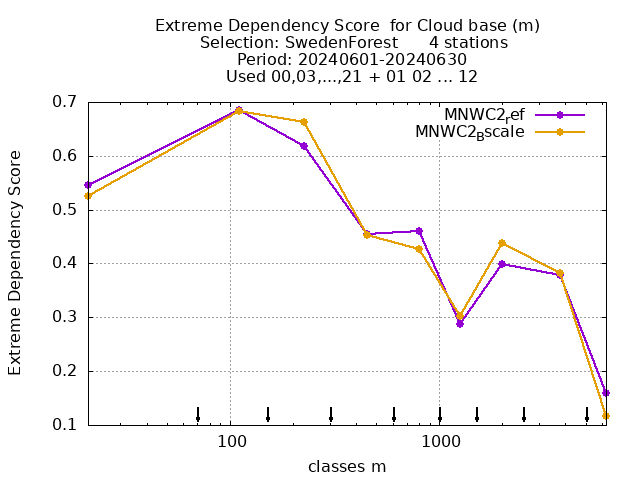 Extreme Dependency Score  for Cloud base (m)
Selection: SwedenForest      4 stations
Period: 20240601-20240630
Used 00,03,...,21 + 01 02 ... 12
MNWC2ref
MNWC2Bscale
0.7
0.6
0.5
0.4
0.3
0.2
0.1
Extreme Dependency Score
100
1000
classes m